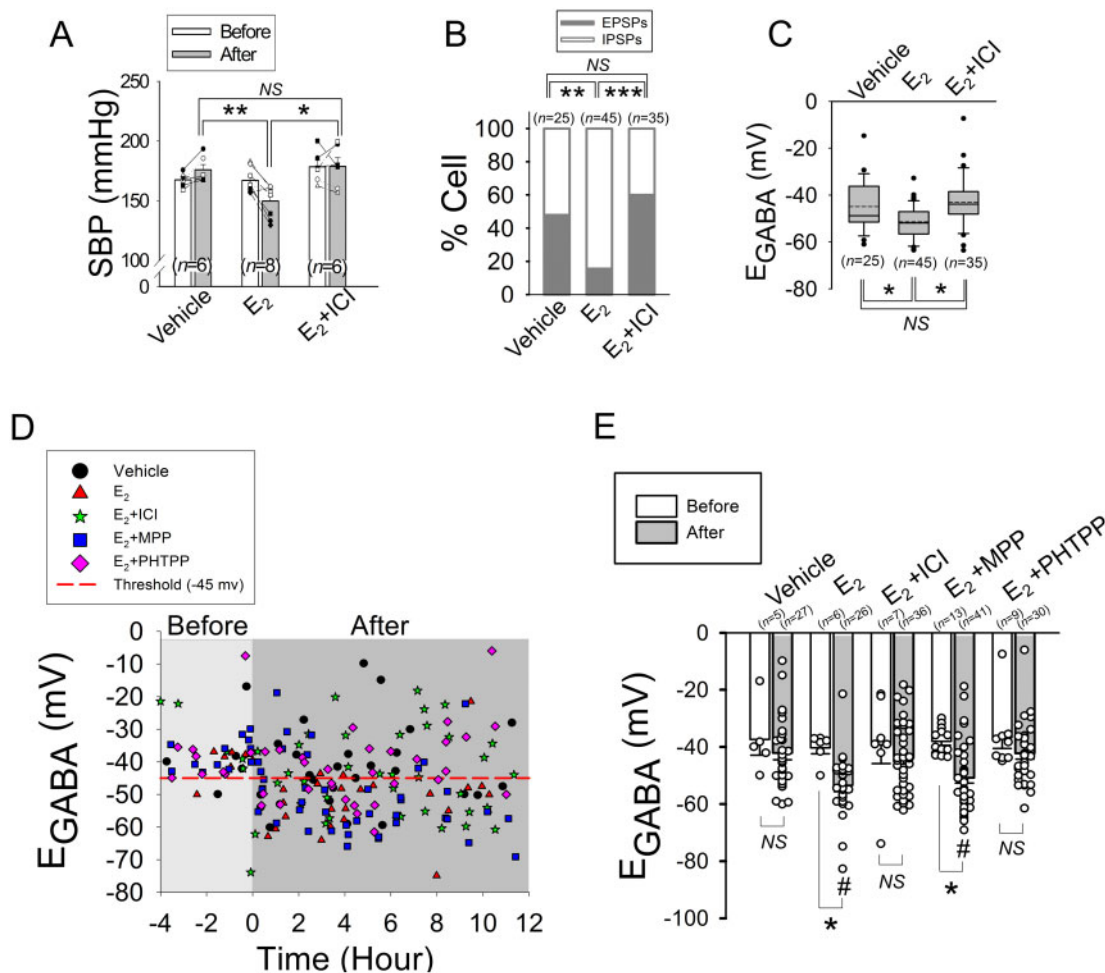 A
Before
After
NS
**
*
250
200
150
100
0
SBP (mmHg)
(n=6)
(n=8)
(n=6)
Vehicle
E2
E2+ICI
B
EPSPs
IPSPs
NS
**
***
(n=25)
(n=45)
(n=35)
100
80
60
40
20
0
% Cell
Vehicle
E2
E2+ICI
C
Vehicle
E2
E2+ICI
0
-20
-40
-60
-80
EGABA (mV)
(n=25)
(n=45)
(n=35)
*
*
NS
D
Vehicle
E2
E2+ICI
E2+MPP
E2+PHTPP
Threshold (-45 mv)
Before
After
0
-10
-20
-30
-40
-50
-60
-70
-80
EGABA (mV)
-4
-2
0
2
4
6
8
10
12
Time (Hour)
E
Before
After
Vehicle
E2
E2+ICI
E2+MPP
E2+PHTPP
(n=5)
(n=27)
(n=6)
(n=26)
(n=7)
(n=36)
(n=13)
(n=41)
(n=9)
(n=30)
-20
-40
-60
-80
-100
EGABA (mV)
NS
#
*
NS
#
*
NS